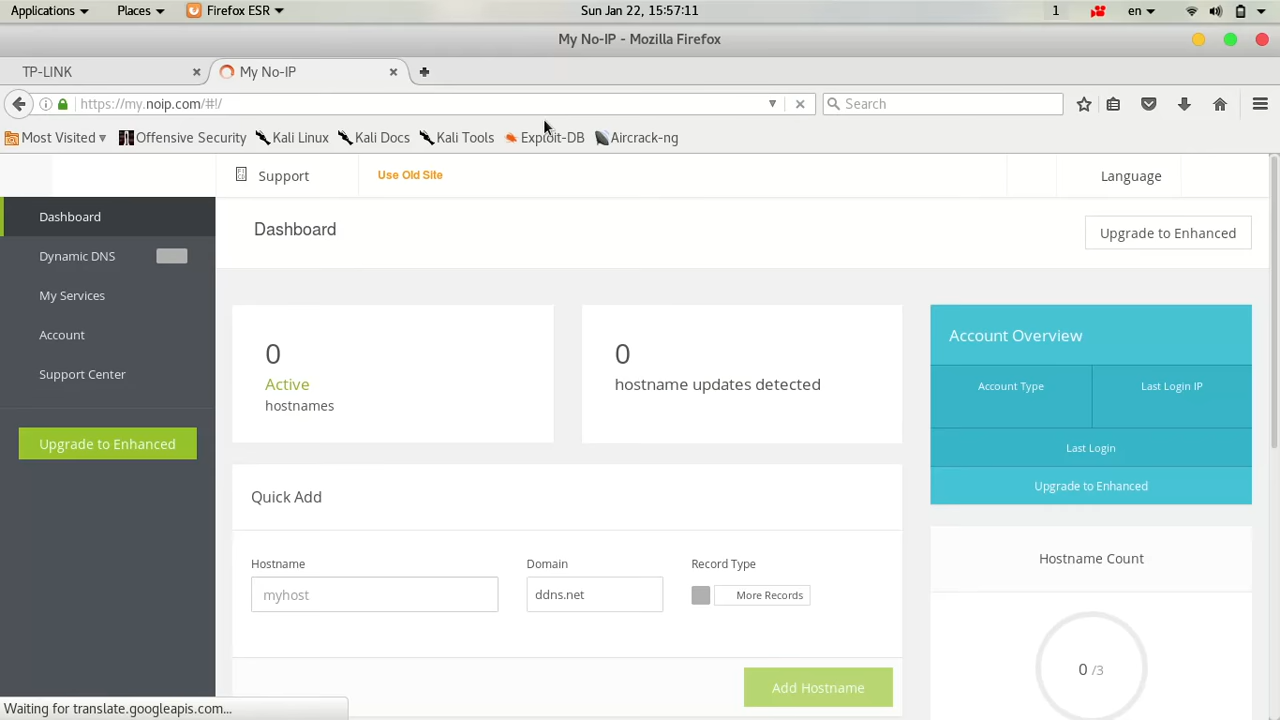 Applications Places Firefox ESR Sun Jan 22, 15:57:11 1 en
My No-IP - Mozilla Firefox
TP-LINK My No-IP
https://my.noip.com/#!/ Search
Most Visited Offensive Security Kali Linux Kali Docs Kali Tools Exploit-DB Aircrack-ng
Support Use Old Site Language
Dashboard
Dynamic DNS
My Services
Account
Support Center
Upgrade to Enhanced
Dashboard Upgrade to Enhanced
0
Active
hostnames
0
hostname updates detected
Account Overview
Account Type Last Login IP
Last Login
Upgrade to Enhanced
Quick Add
Hostname Domain Record Type
myhost ddns.net More Records
Add Hostname
Hostname Count
0 /3
Waiting for translate.googleapis.com...